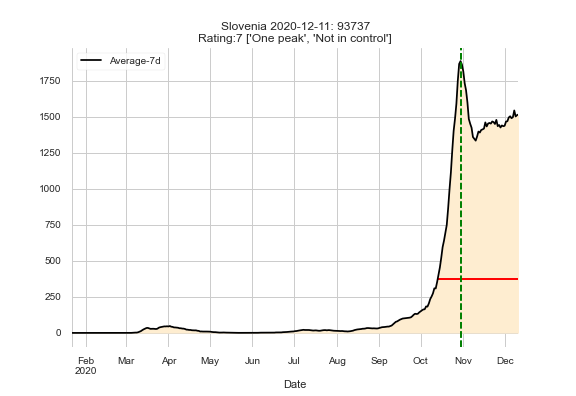 Slovenia 2020-12-11: 93737
Rating:7 ['One peak', 'Not in control']
Average-7d
1750
1500
1250
1000
750
500
250
0
Feb Mar Apr May Jun Jul Aug Sep Oct Nov Dec
2020
Date